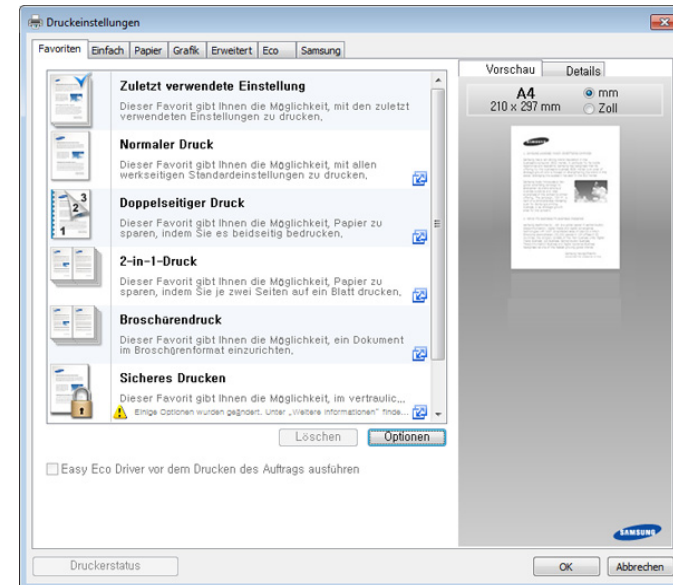 Druckeinstellungen
Favoriten Einfach Papier Grafik Erweitert Eco Samsung
Zuletzt verwendete Einstellung
Dieser Favorit gibt Ihnen die Möglichkeit, mit den zuletzt
verwendeten Einstellungen zu drucken,
Normaler Druck
Dieser Favorit gibt Ihnen die Möglichkeit, mit allen
werkseitigen Standardeinstellungen zu drucken,
Doppelseitiger Druck
Dieser Favorit gibt Ihnen die Möglichkeit, Papier zu
sparen, indem Sie es beidseitig bedrucken,
2-in-1-Druck
Dieser Favorit gibt Ihnen die Möglichkeit, Papier zu
sparen, indem Sie je zwei Seiten auf ein Blatt drucken,
Broschürendruck
Dieser Favorit gibt Ihnen die Möglichkeit, ein Dokument
im Broschürenformat einzurichten,
Sicheres Drucken
Dieser Favorit gibt Ihnen die Möglichkeit, im vertraulic...
Einige Optionen wurden geändert. Unter „Weitere Informationen" finde...
Löschen Optionen
Easy Eco Driver vor dem Drucken des Auftrags ausführen
Druckerstatus
Vorschau Details
A4
210 x 297 mm
mm
Zoll
SAMSUNG
OK Abbrechen